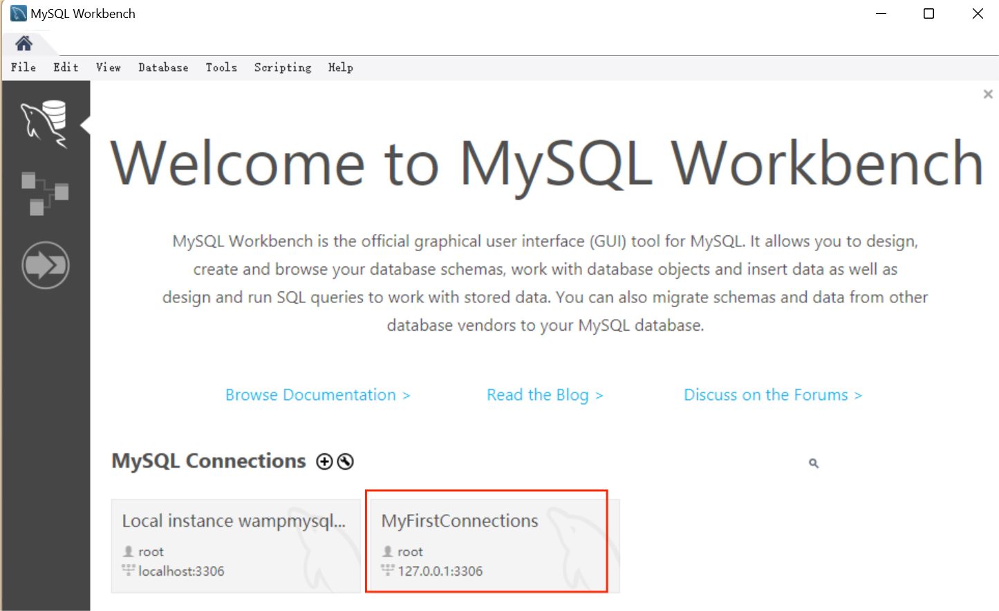 MySQL Workbench
File Edit View Database Tools Scripting Help
Welcome to MySQL Workbench
MySQL Workbench is the official graphical user interface (GUI) tool for MySQL. It allows you to design,
create and browse your database schemas, work with database objects and insert data as well as
design and run SQL queries to work with stored data. You can also migrate schemas and data from other
database vendors to your MySQL database.
Browse Documentation > Read the Blog > Discuss on the Forums >
MySQL Connections
Local instance wampmysql...
root
localhost:3306
MyFirstConnections
root
127.0.0.1:3306